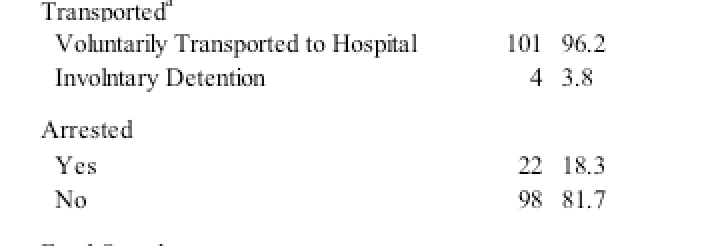 Transportedª
Voluntarily Transported to Hospital 101 96.2
Involntary Detention 4 3.8
Arrested
Yes 22 18.3
No 98 81.7